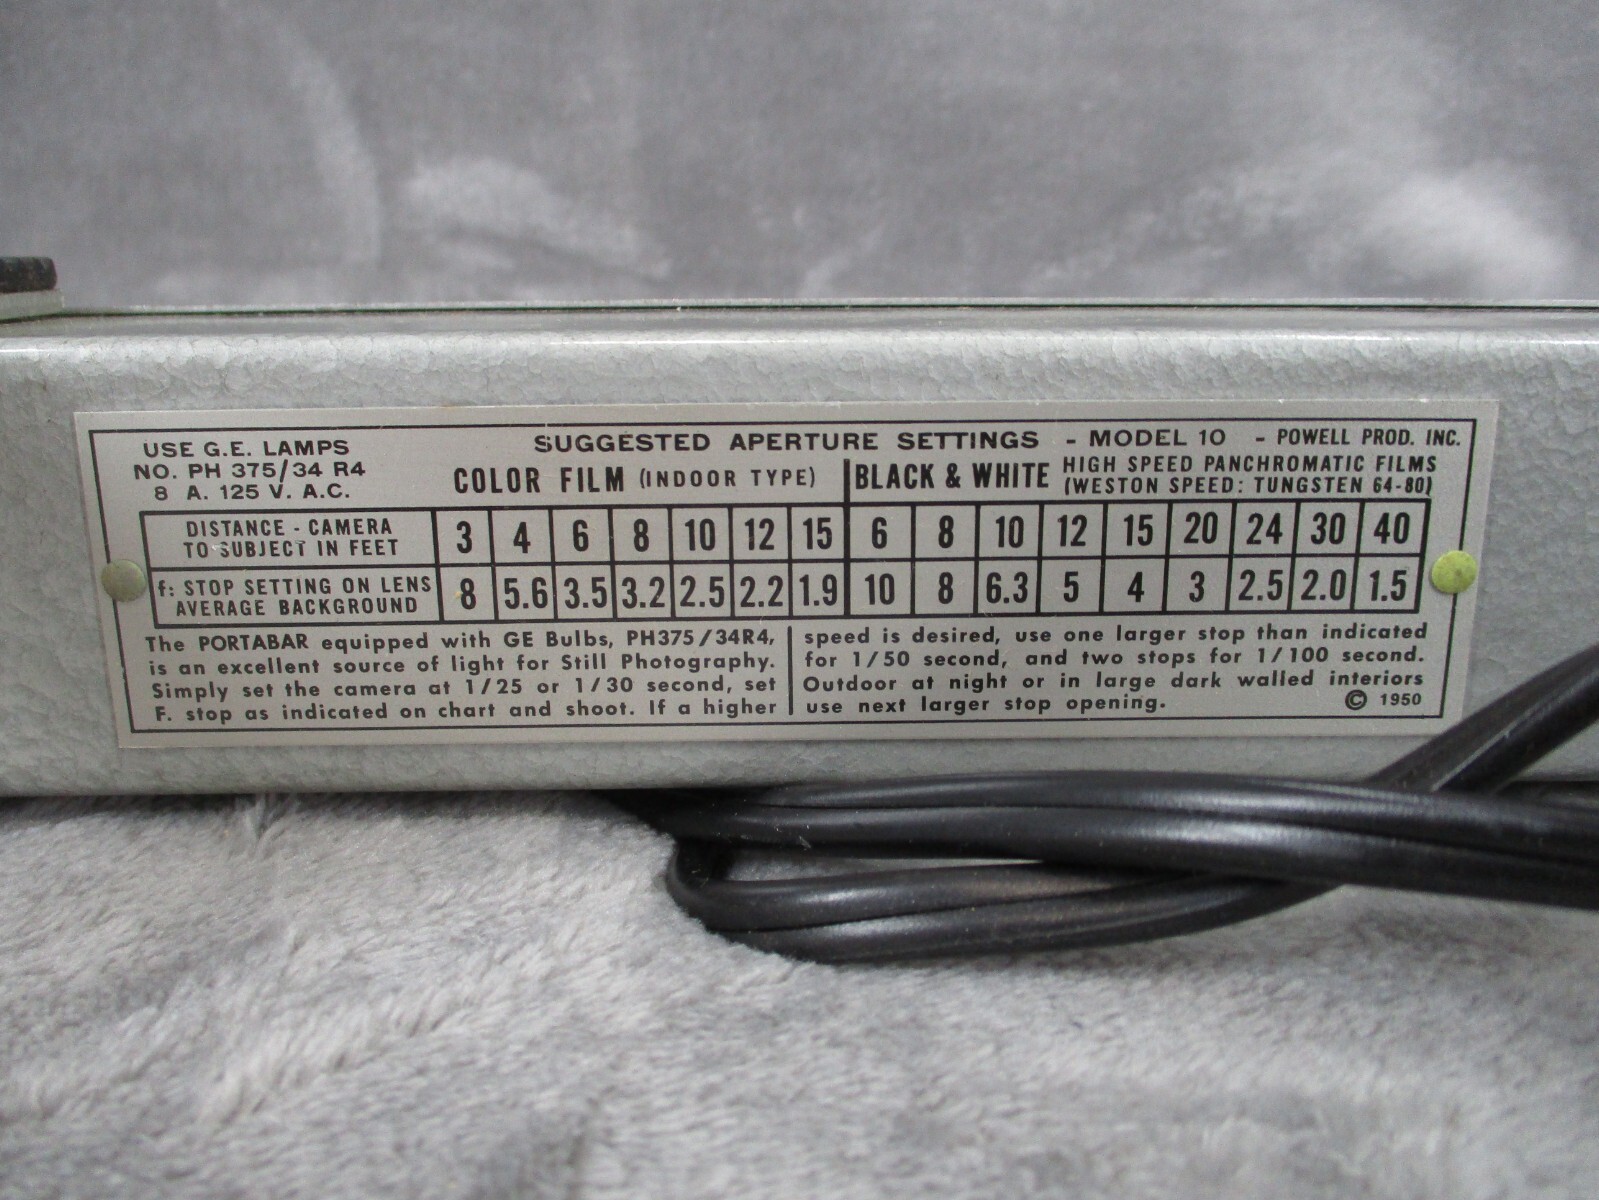 USE G.E. LAMPS
NO. PH 375/34 R4
8 A. 125 V. A.C.
SUGGESTED APERTURE SETTINGS - MODEL 10 - POWELL PROD. INC.
COLOR FILM (INDOOR TYPE)
BLACK & WHITE
HIGH SPEED PANCHROMATIC FILMS
(WESTON SPEED: TUNGSTEN 64-80)
DISTANCE - CAMERA
TO SUBJECT IN FEET
3 4 6 8 10 12 15 6 8 10 12 15 20 24 30 40
f: STOP SETTING ON LENS
AVERAGE BACKGROUND
8 5.6 3.5 3.2 2.5 2.2 1.9 10 8 6.3 5 4 3 2.5 2.0 1.5
The PORTABAR equipped with GE Bulbs, PH375/34R4,
is an excellent source of light for Still Photography.
Simply set the camera at 1/25 or 1/30 second, set
F. stop as indicated on chart and shoot. If a higher
speed is desired, use one larger stop than indicated
for 1/50 second, and two stops for 1/100 second.
Outdoor at night or in large dark walled interiors
use next larger stop opening.
© 1950